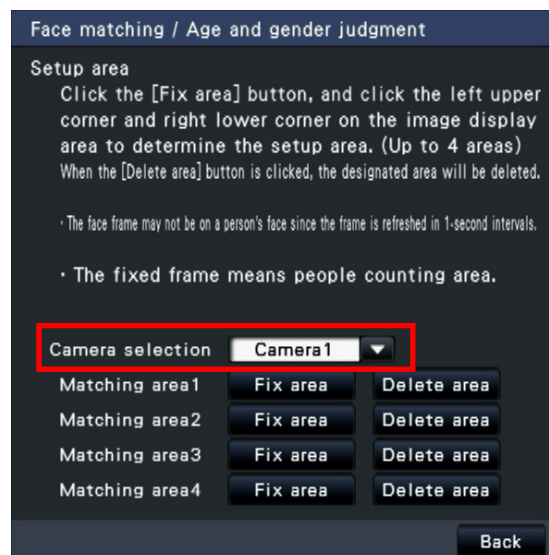 Face matching / Age and gender judgment
Setup area
Click the [Fix area] button, and click the left upper
corner and right lower corner on the image display
area to determine the setup area. (Up to 4 areas)
When the [Delete area] button is clicked, the designated area will be deleted.
・The face frame may not be on a person's face since the frame is refreshed in 1-second intervals.
・The fixed frame means people counting area.
Camera selection Camera1
Matching area1 Fix area Delete area
Matching area2 Fix area Delete area
Matching area3 Fix area Delete area
Matching area4 Fix area Delete area
Back